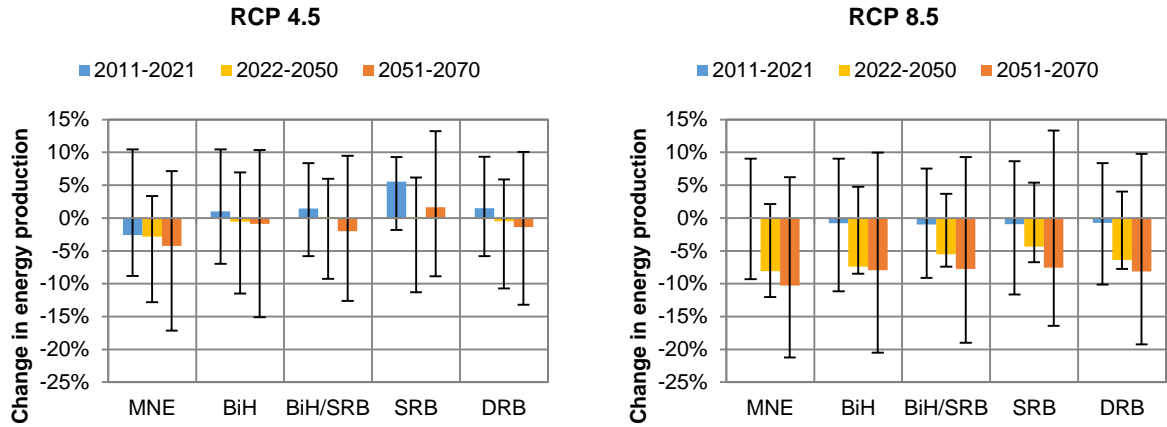 RCP 4.5
2011-2021 2022-2050 2051-2070
Change in energy production
15%
10%
5%
0%
-5%
-10%
-15%
-20%
-25%
MNE BiH BiH/SRB SRB DRB
RCP 8.5
2011-2021 2022-2050 2051-2070
Change in energy production
15%
10%
5%
0%
-5%
-10%
-15%
-20%
-25%
MNE BiH BiH/SRB SRB DRB